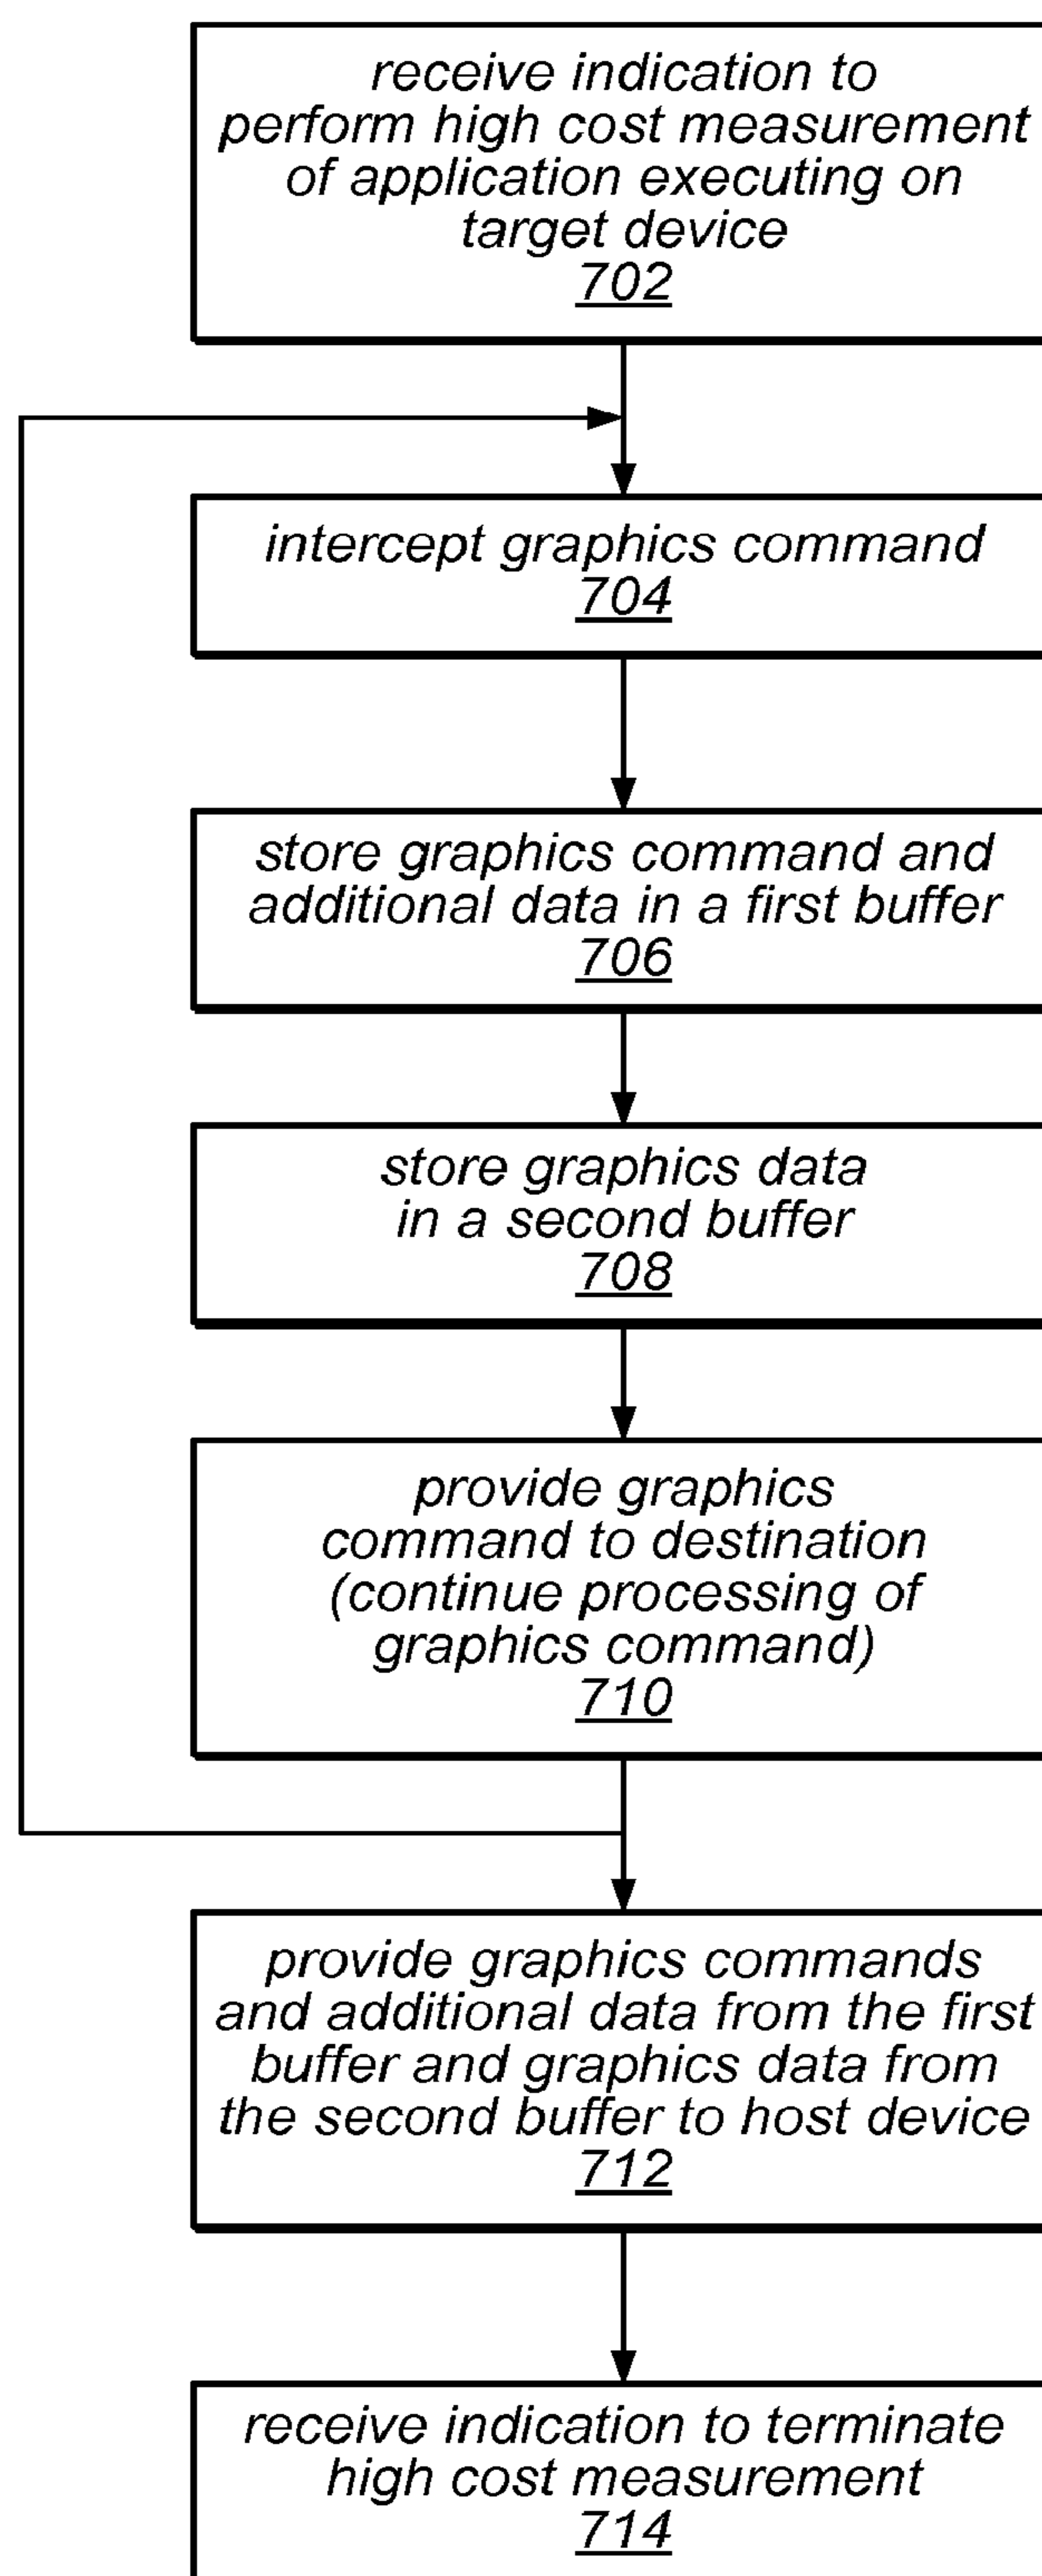 receive indication to
perform high cost measurement
of application executing on
target device
702
intercept graphics command
704
store graphics command and
additional data in a first buffer
706
store graphics data
in a second buffer
708
provide graphics
command to destination
(continue processing of
graphics command)
710
provide graphics commands
and additional data from the first
buffer and graphics data from
the second buffer to host device
712
receive indication to terminate
high cost measurement
714